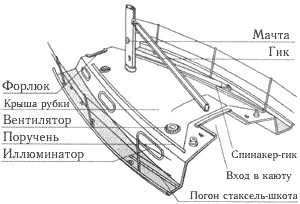 Мачта
Гик
Форлюк
Крыша рубки
Вентилятор
Поручень
Иллюминатор
Спинакер-гик
Вход в каюту
Погон стаксель-шкота